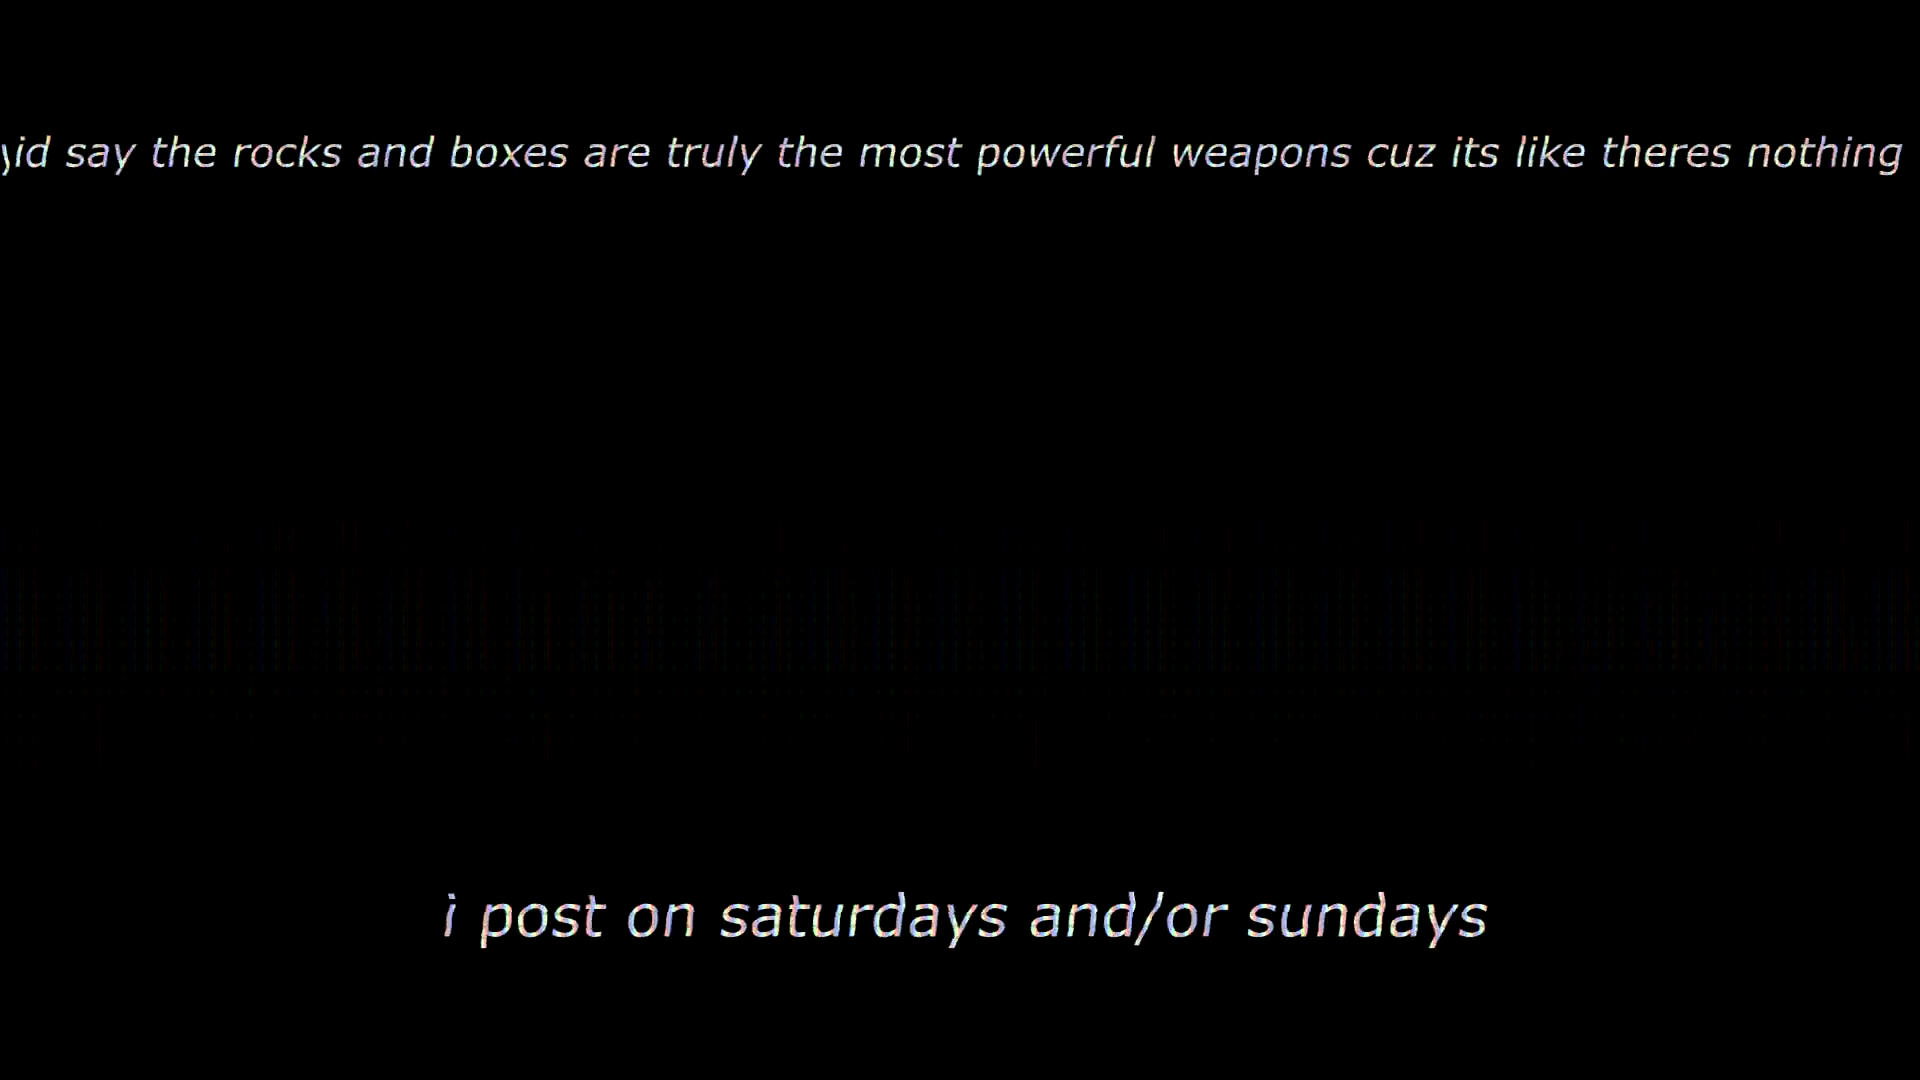 id say the rocks and boxes are truly the most powerful weapons cuz its like theres nothing
i post on saturdays and/or sundays